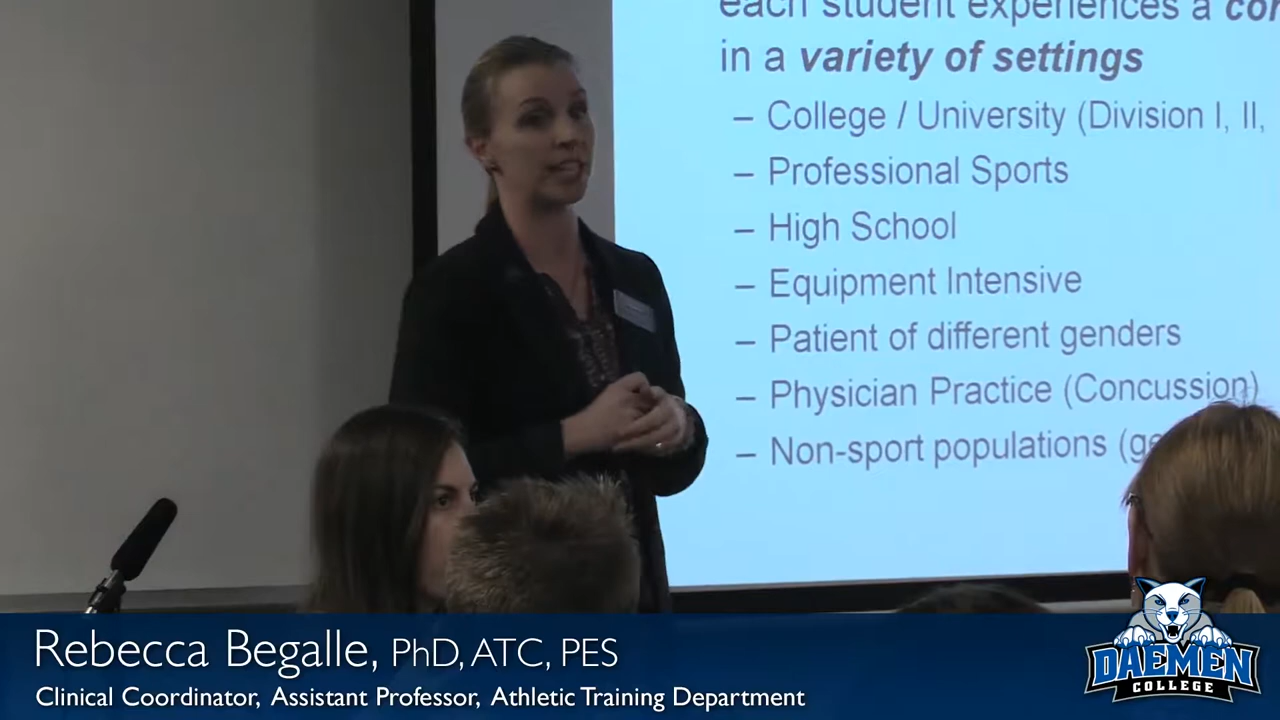 each student experiences a
in a variety of settings
– College / University (Division I, II,
– Professional Sports
– High School
– Equipment Intensive
– Patient of different genders
– Physician Practice (Concussion)
– Non-sport populations
Rebecca Begalle, PhD, ATC, PES
Clinical Coordinator, Assistant Professor, Athletic Training Department
DAEMEN
COLLEGE